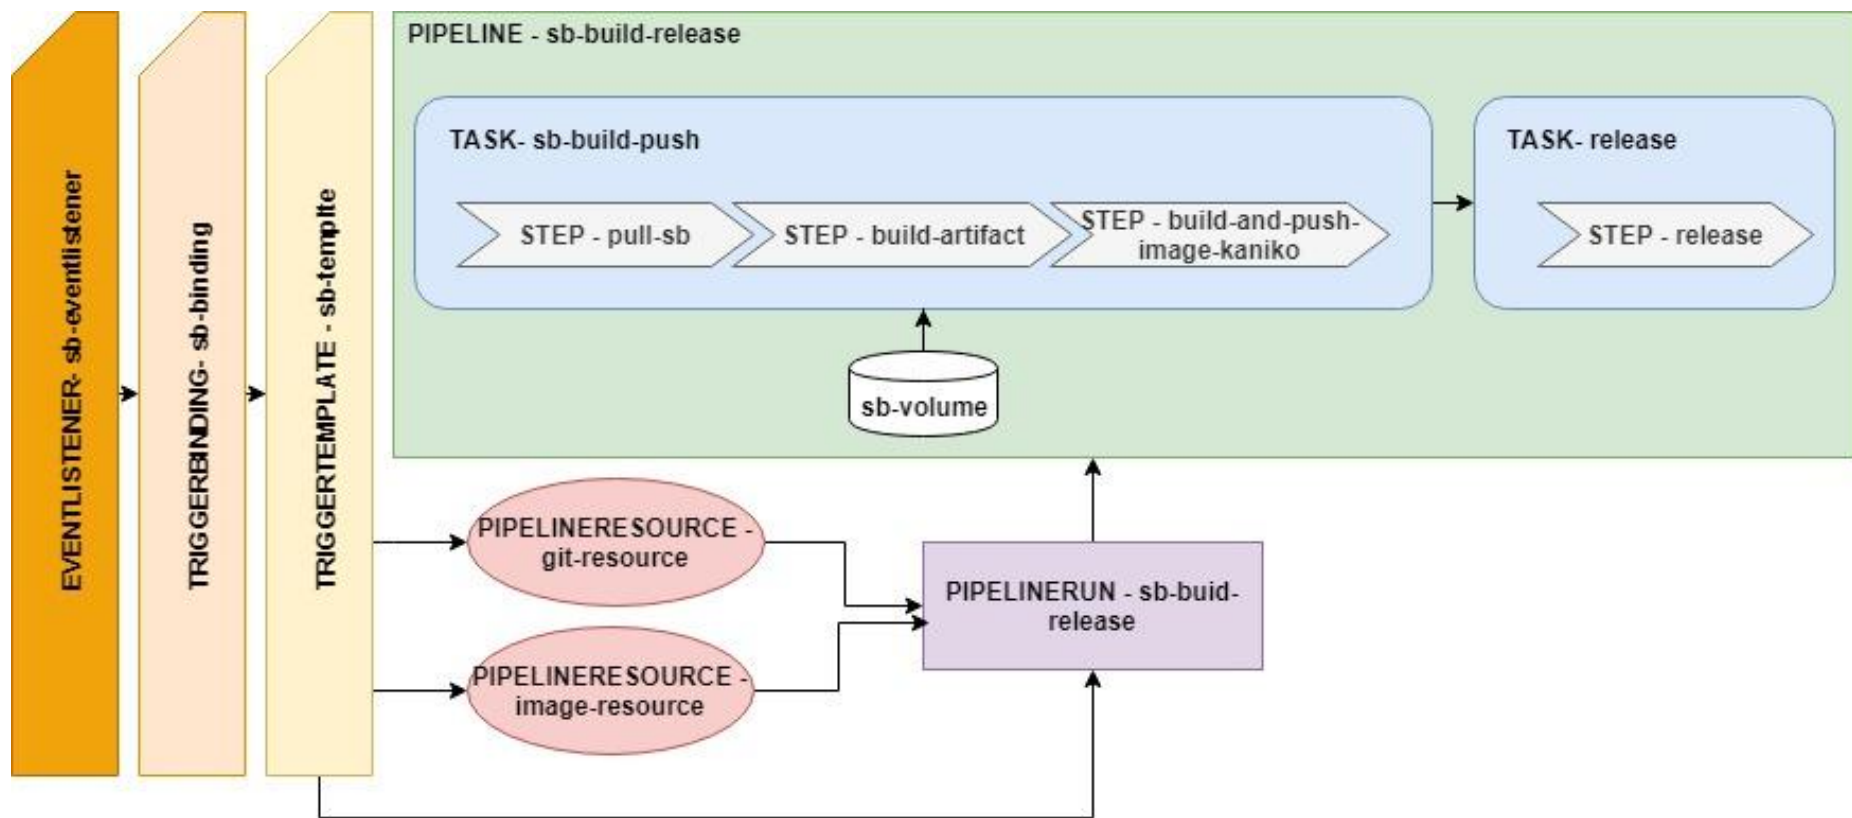 EVENTLISTENER- sb-eventlistener
TRIGGERBINDING- sb-binding
TRIGGERTEMPLATE - sb-templte
PIPELINE - sb-build-release
TASK- sb-build-push
STEP - pull-sb
STEP - build-artifact
STEP - build-and-push-
image-kaniko
TASK- release
STEP - release
sb-volume
PIPELINERESOURCE -
git-resource
PIPELINERESOURCE -
image-resource
PIPELINERUN - sb-buid-
release